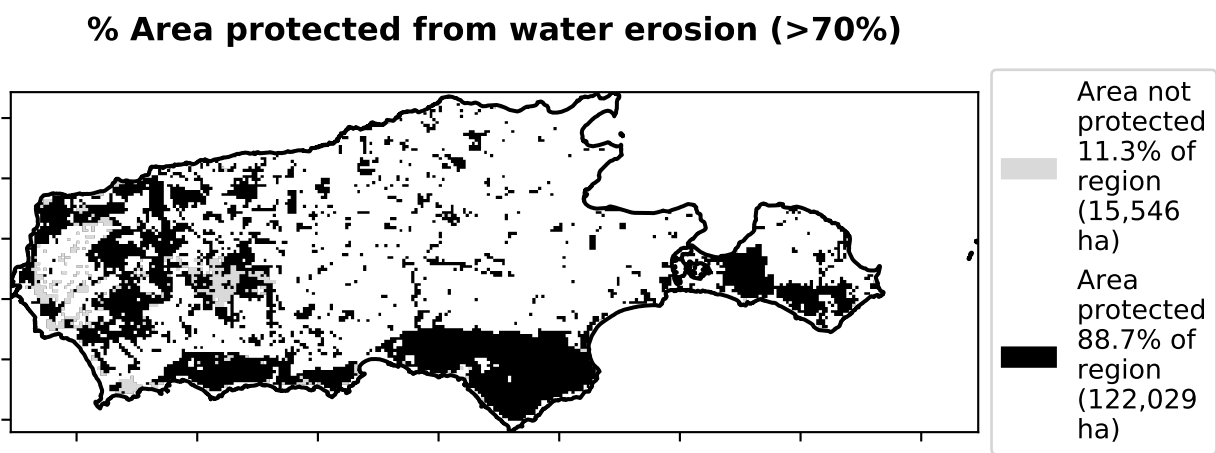 % Area protected from water erosion (>70%)
Area not
protected
11.3% of
region
(15,546
ha)
Area
protected
88.7% of
region
(122,029
ha)